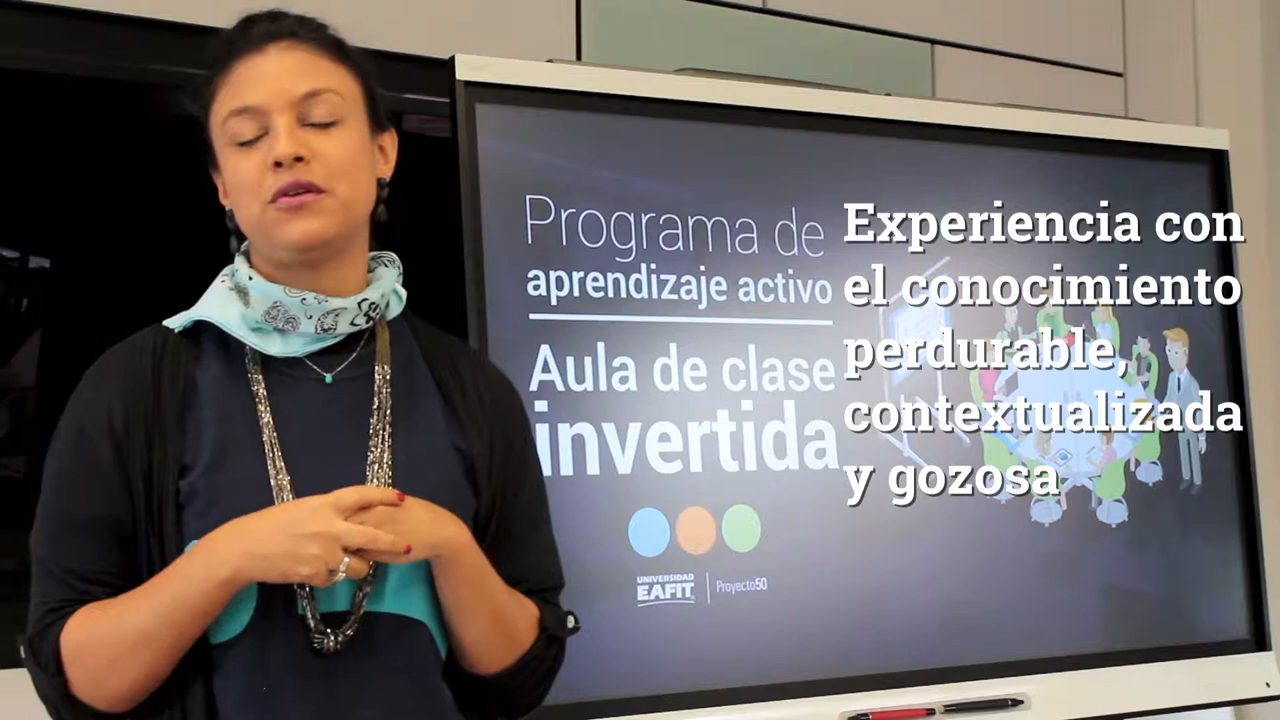 Programa de
aprendizaje activo
Aula de clase
invertida
UNIVERSIDAD
EAFIT
Proyecto50
Experiencia con
el conocimiento
perdurable,
contextualizada
y gozosa